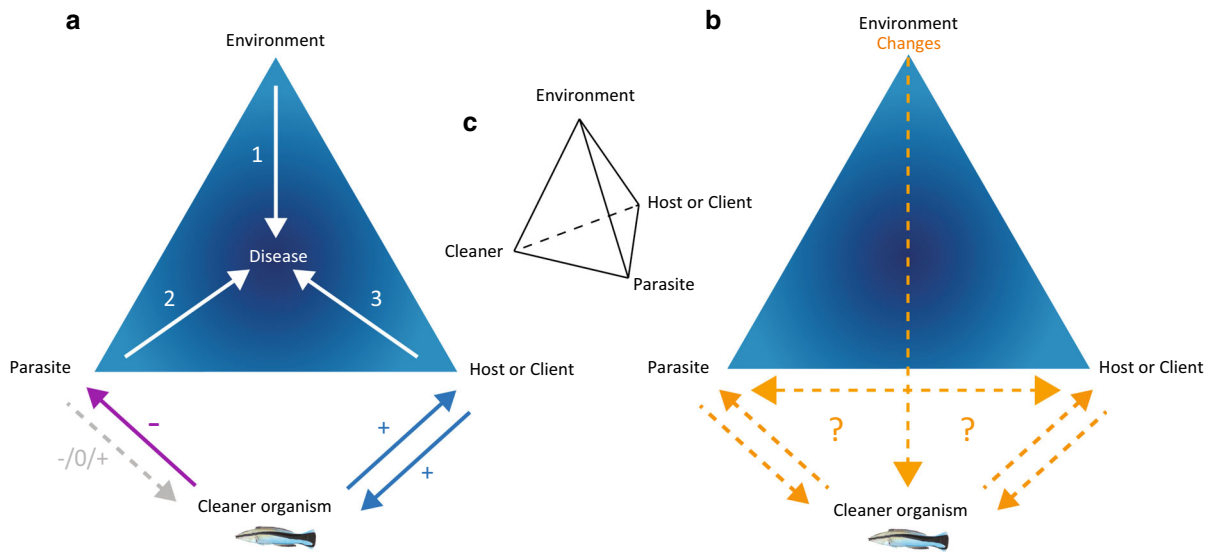 a
Environment
1
Disease
2
3
Parasite
Host or Client
-
-/0/+
+
+
Cleaner organism
c
Environment
Host or Client
Cleaner
Parasite
b
Environment
Changes
Parasite
Host or Client
?
?
Cleaner organism